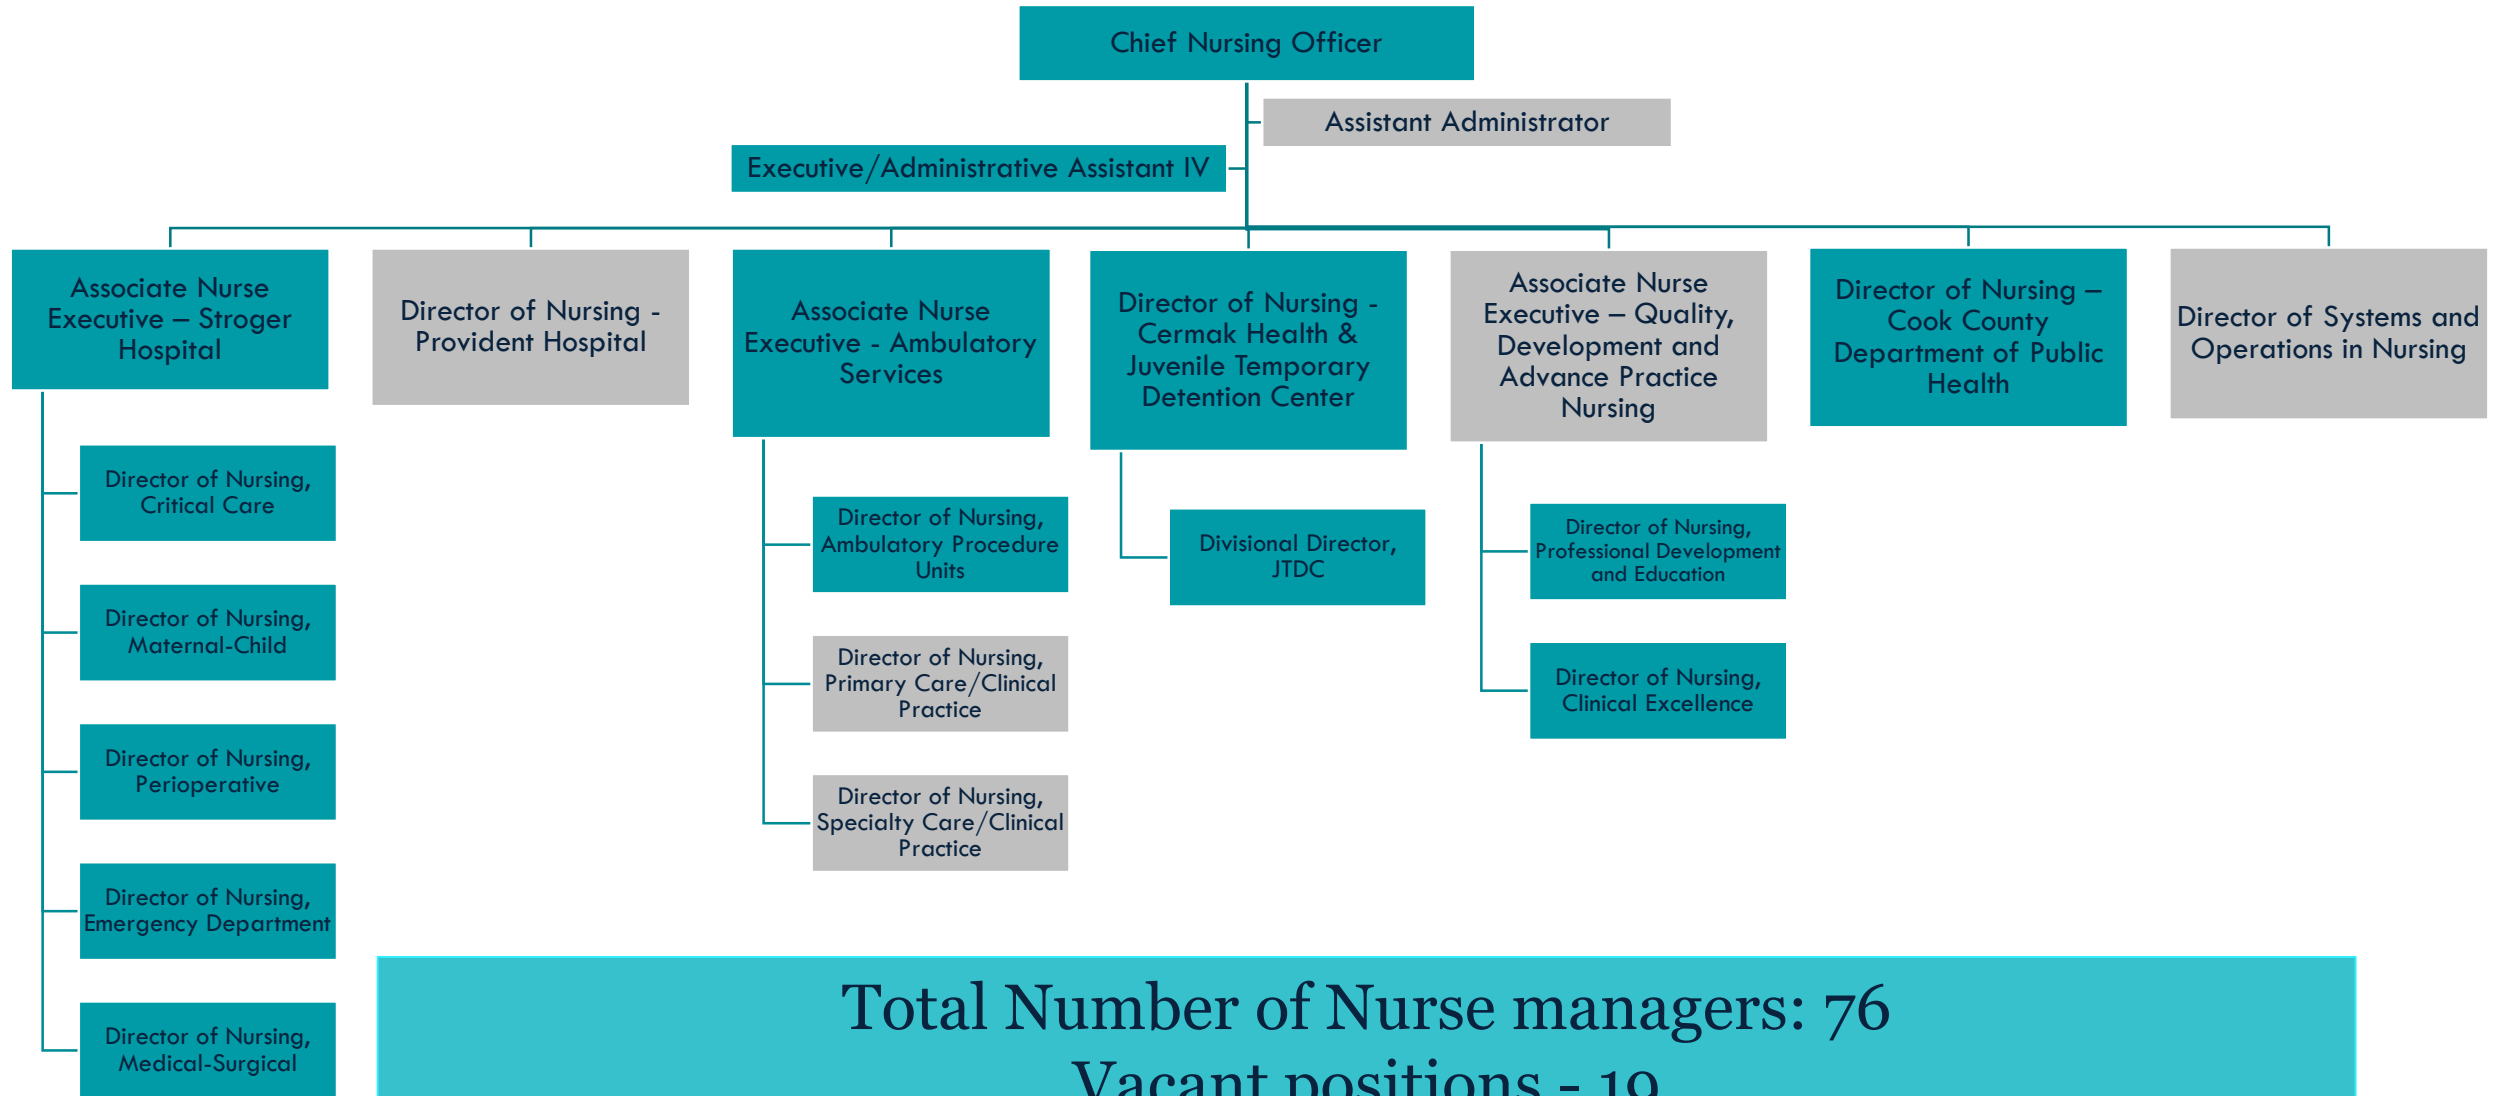 Chief Nursing Officer
Assistant Administrator
Executive/Administrative Assistant IV
Associate Nurse
Executive – Stroger
Hospital
Director of Nursing -
Provident Hospital
Associate Nurse
Executive - Ambulatory
Services
Director of Nursing -
Cermak Health &
Juvenile Temporary
Detention Center
Associate Nurse
Executive – Quality,
Development and
Advance Practice
Nursing
Director of Nursing –
Cook County
Department of Public
Health
Director of Systems and
Operations in Nursing
Director of Nursing,
Critical Care
Director of Nursing,
Maternal-Child
Director of Nursing,
Perioperative
Director of Nursing,
Emergency Department
Director of Nursing,
Medical-Surgical
Director of Nursing,
Ambulatory Procedure
Units
Director of Nursing,
Primary Care/Clinical
Practice
Director of Nursing,
Specialty Care/Clinical
Practice
Divisional Director,
JTDC
Director of Nursing,
Professional Development
and Education
Director of Nursing,
Clinical Excellence
Total Number of Nurse managers: 76
Vacant positions - 19